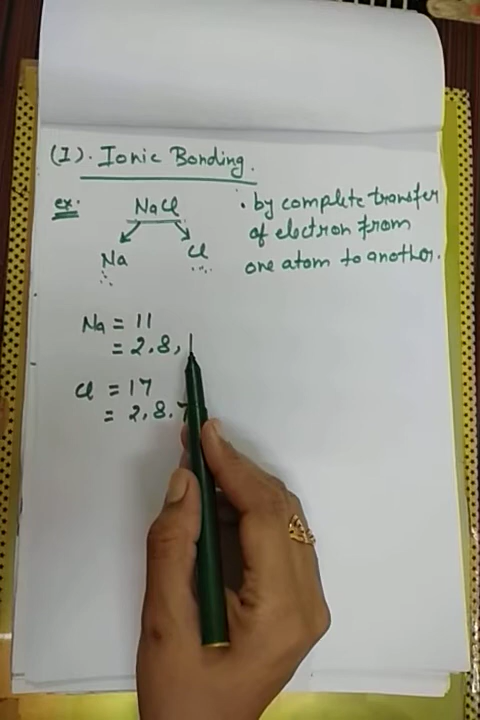 (I). Ionic Bonding.
ex.
NaCl
Na Cl
. by complete transfer
of electron from
one atom to another.
Na = 11
= 2,8,1
Cl = 17
= 2,8,7